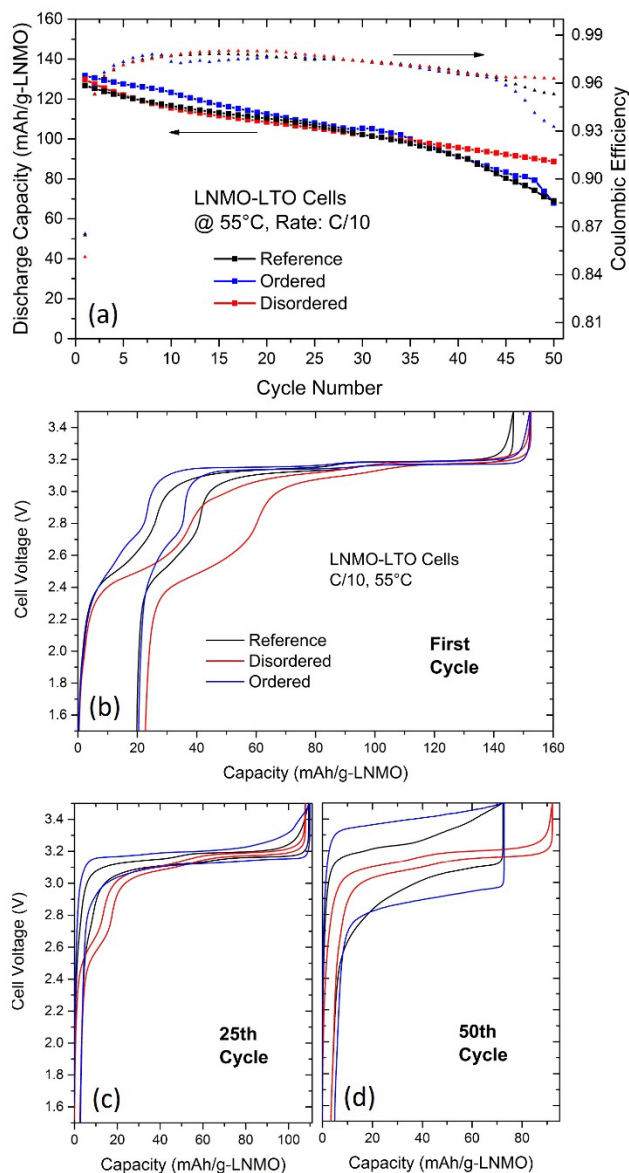 160
140
120
100
80
60
40
20
0
Discharge Capacity (mAh/g-LNMO)
0.99
0.96
0.93
0.90
0.87
0.84
0.81
Coulombic Efficiency
LNMO-LTO Cells
@ 55°C, Rate: C/10
Reference
Ordered
Disordered
(a)
0 5 10 15 20 25 30 35 40 45 50
Cycle Number
3.4
3.2
3.0
2.8
2.6
2.4
2.2
2.0
1.8
1.6
Cell Voltage (V)
LNMO-LTO Cells
C/10, 55°C
Reference
Disordered
Ordered
First
Cycle
(b)
0 20 40 60 80 100 120 140 160
Capacity (mAh/g-LNMO)
3.4
3.2
3.0
2.8
2.6
2.4
2.2
2.0
1.8
1.6
Cell Voltage (V)
25th
Cycle
(c)
0 20 40 60 80 100
Capacity (mAh/g-LNMO)
50th
Cycle
(d)
0 20 40 60 80
Capacity (mAh/g-LNMO)